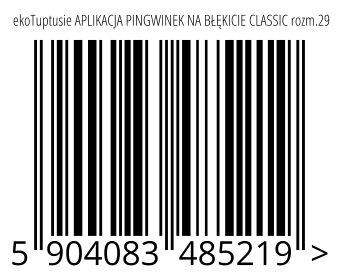 ekoTuptusie APLIKACJA PINGWINEK NA BŁĘKICIE CLASSIC rozm.29
5 904083 485219 >